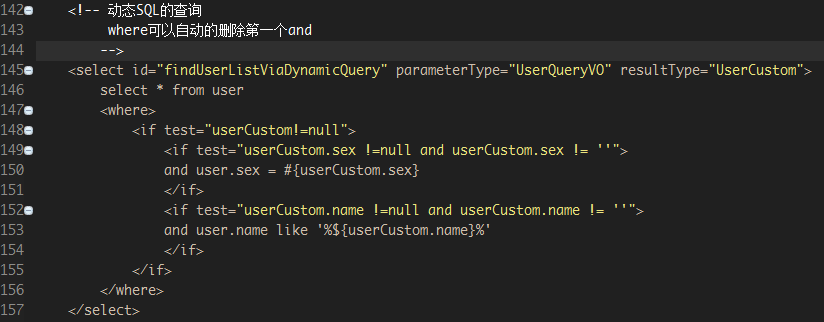 142 <!-- 动态SQL的查询
143 where可以自动的删除第一个and
144 -->
145 <select id="findUserListViaDynamicQuery" parameterType="UserQueryVO" resultType="UserCustom">
146 select * from user
147 <where>
148 <if test="userCustom!=null">
149 <if test="userCustom.sex !=null and userCustom.sex != ''">
150 and user.sex = #{userCustom.sex}
151 </if>
152 <if test="userCustom.name !=null and userCustom.name != ''">
153 and user.name like '%${userCustom.name}%'
154 </if>
155 </if>
156 </where>
157 </select>